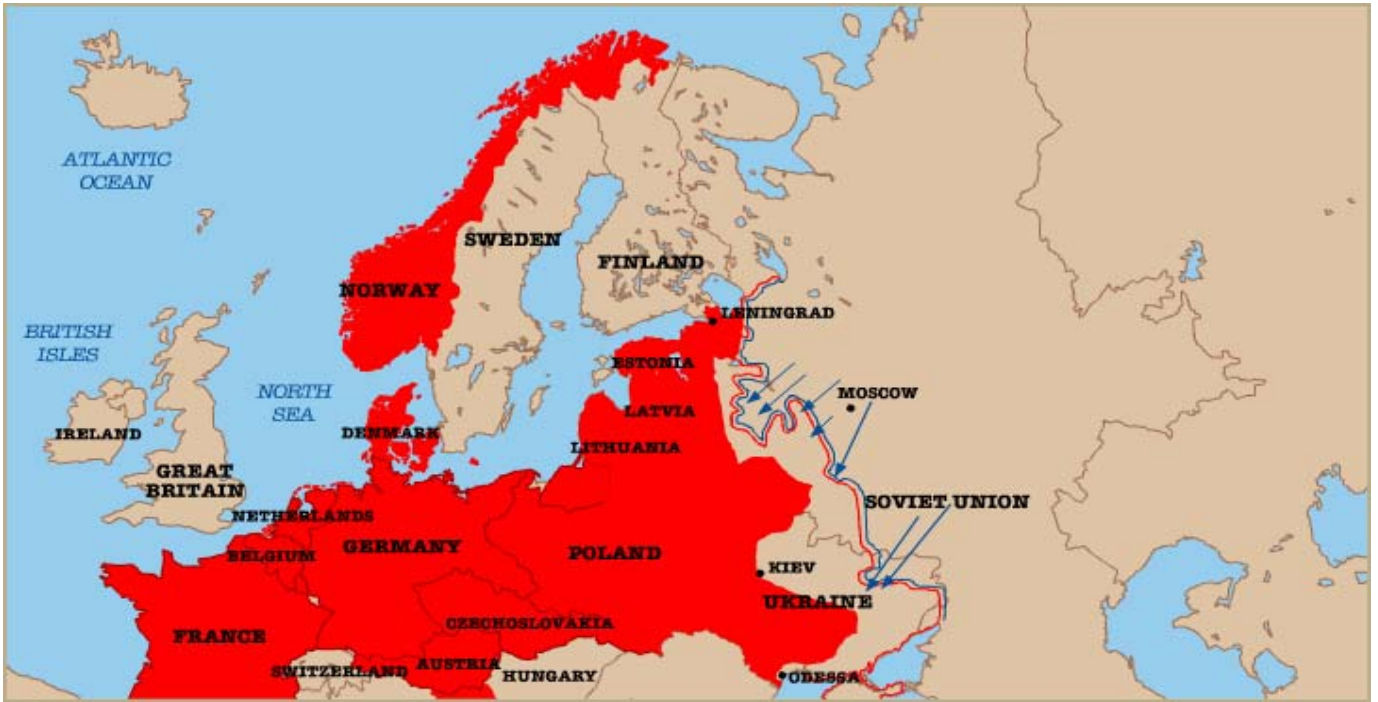 ATLANTIC
OCEAN
SWEDEN
FINLAND
NORWAY
LENINGRAD
BRITISH
ISLES
ESTONIA
NORTH
SEA
MOSCOW
LATVIA
IRELAND
DENMARK
LITHUANIA
GREAT
BRITAIN
SOVIET UNION
NETHERLANDS
GERMANY
BELGIUM
POLAND
KIEV
UKRAINE
CZECHOSLOVAKIA
FRANCE
SWITZERLAND
AUSTRIA
HUNGARY
ODESSA